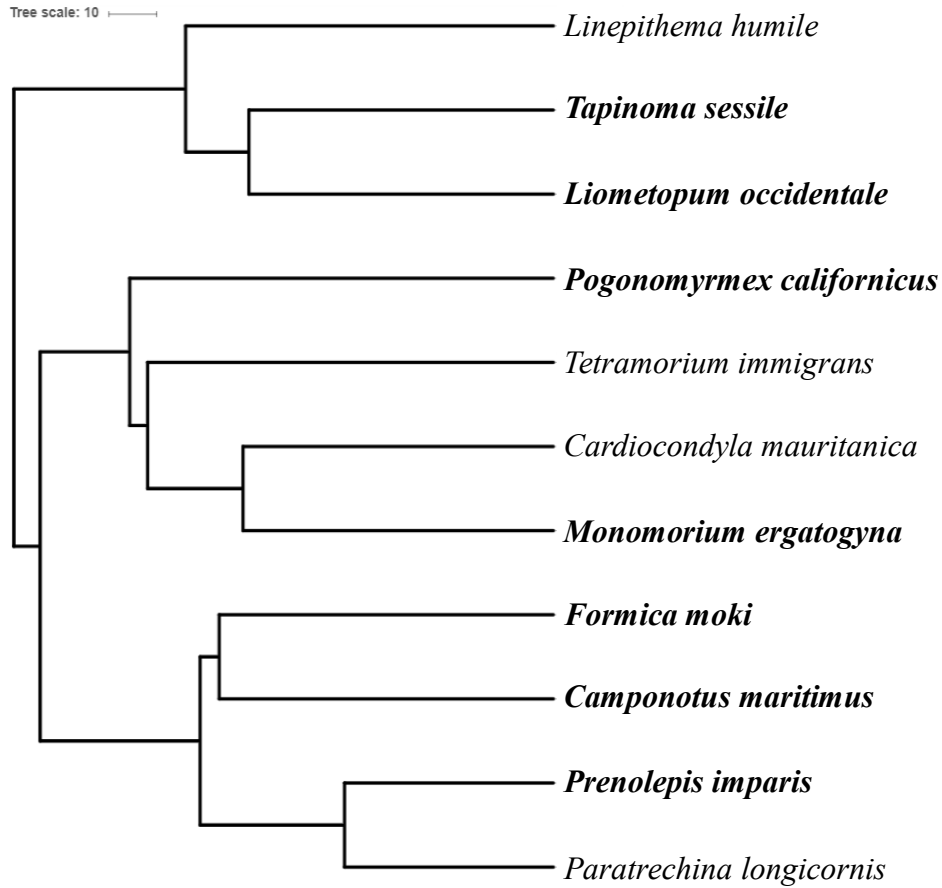 Tree scale: 10
Linepithema humile
Tapinoma sessile
Liometopum occidentale
Pogonomyrmex californicus
Tetramorium immigrans
Cardiocondyla mauritanica
Monomorium ergatogyna
Formica moki
Camponotus maritimus
Prenolepis imparis
Paratrechina longicornis